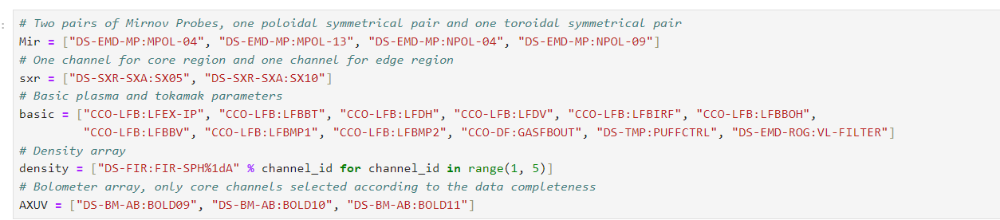 # Two pairs of Mirnov Probes, one poloidal symmetrical pair and one toroidal symmetrical pair
Mir = ["DS-EMD-MP:MPOL-04", "DS-EMD-MP:MPOL-13", "DS-EMD-MP:NPOL-04", "DS-EMD-MP:NPOL-09"]
# One channel for core region and one channel for edge region
sxr = ["DS-SXR-SXA:SX05", "DS-SXR-SXA:SX10"]
# Basic plasma and tokamak parameters
basic = ["CCO-LFB:LFEX-IP", "CCO-LFB:LFBBT", "CCO-LFB:LFDH", "CCO-LFB:LFDV", "CCO-LFB:LFBIRF", "CCO-LFB:LFBBOH",
"CCO-LFB:LFBBV", "CCO-LFB:LFBMP1", "CCO-LFB:LFBMP2", "CCO-DF:GASFBOUT", "DS-TMP:PUFFCTRL", "DS-EMD-ROG:VL-FILTER"]
# Density array
density = ["DS-FIR:FIR-SPH%1dA" % channel_id for channel_id in range(1, 5)]
# Bolometer array, only core channels selected according to the data completeness
AXUV = ["DS-BM-AB:BOLD09", "DS-BM-AB:BOLD10", "DS-BM-AB:BOLD11"]